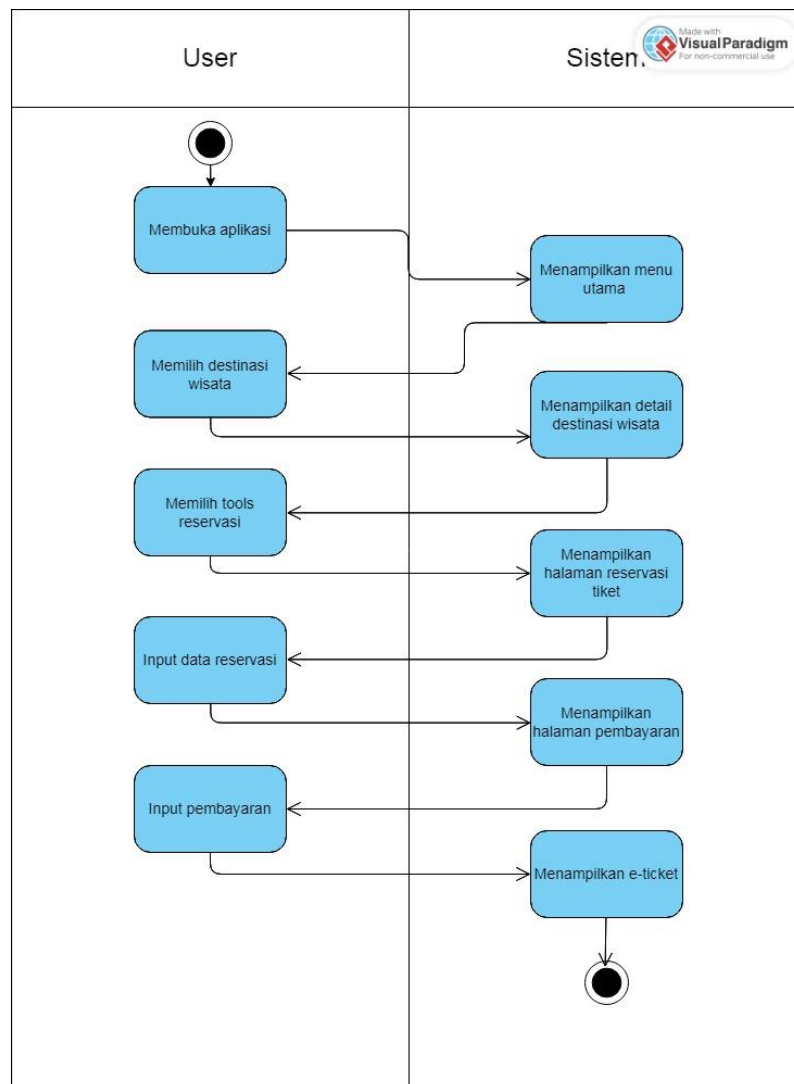 User
Sistem
Made with
Visual Paradigm
For non-commercial use
Membuka aplikasi
Menampilkan menu
utama
Memilih destinasi
wisata
Menampilkan detail
destinasi wisata
Memilih tools
reservasi
Menampilkan
halaman reservasi
tiket
Input data reservasi
Menampilkan
halaman pembayaran
Input pembayaran
Menampilkan e-ticket